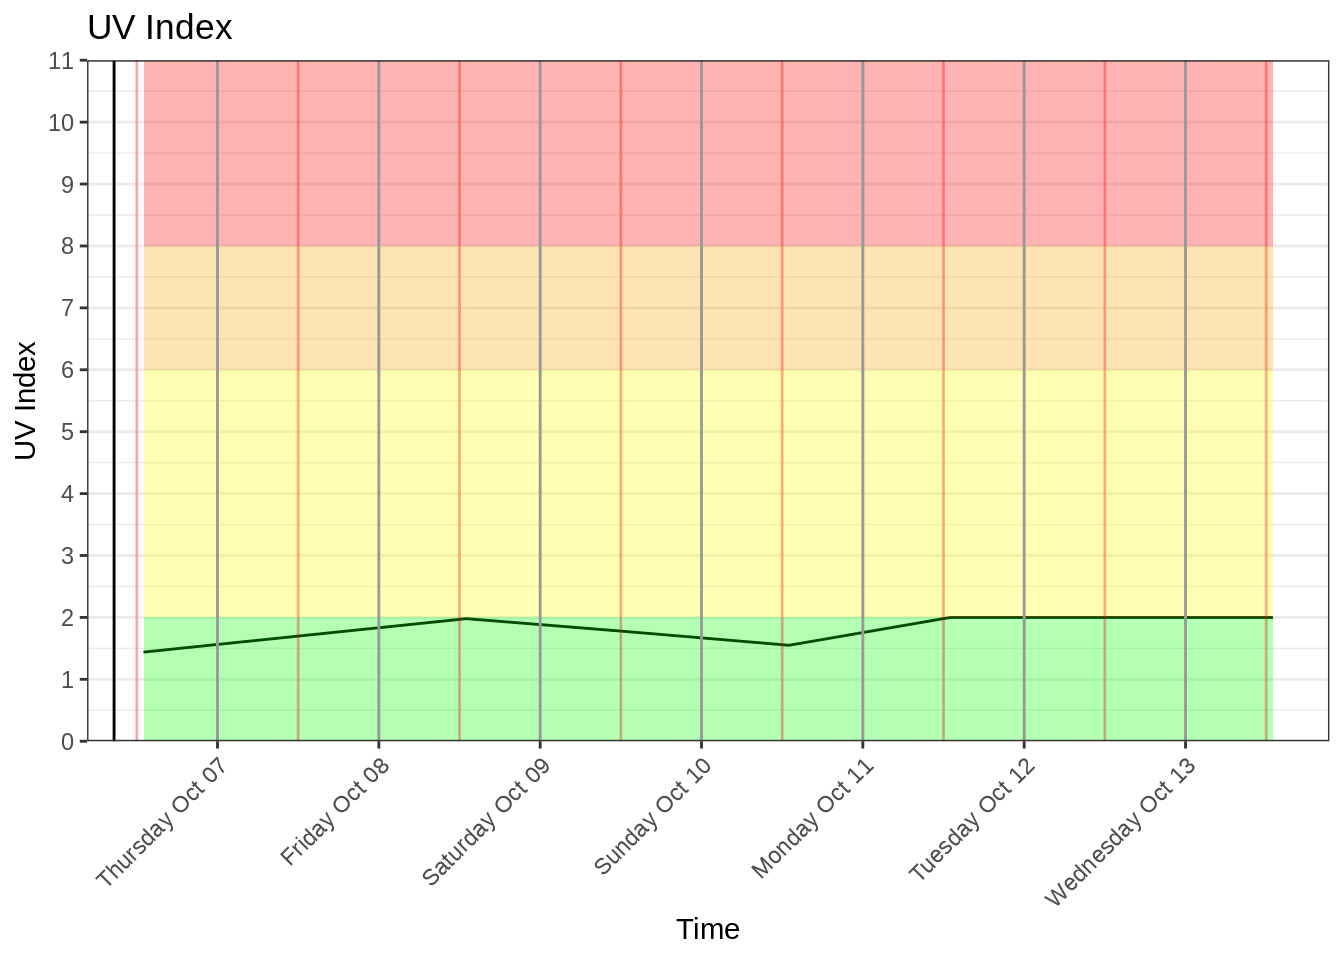 UV Index
11
10
9
8
7
6
5
4
3
2
1
0
UV Index
Thursday Oct 07
Friday Oct 08
Saturday Oct 09
Sunday Oct 10
Monday Oct 11
Tuesday Oct 12
Wednesday Oct 13
Time